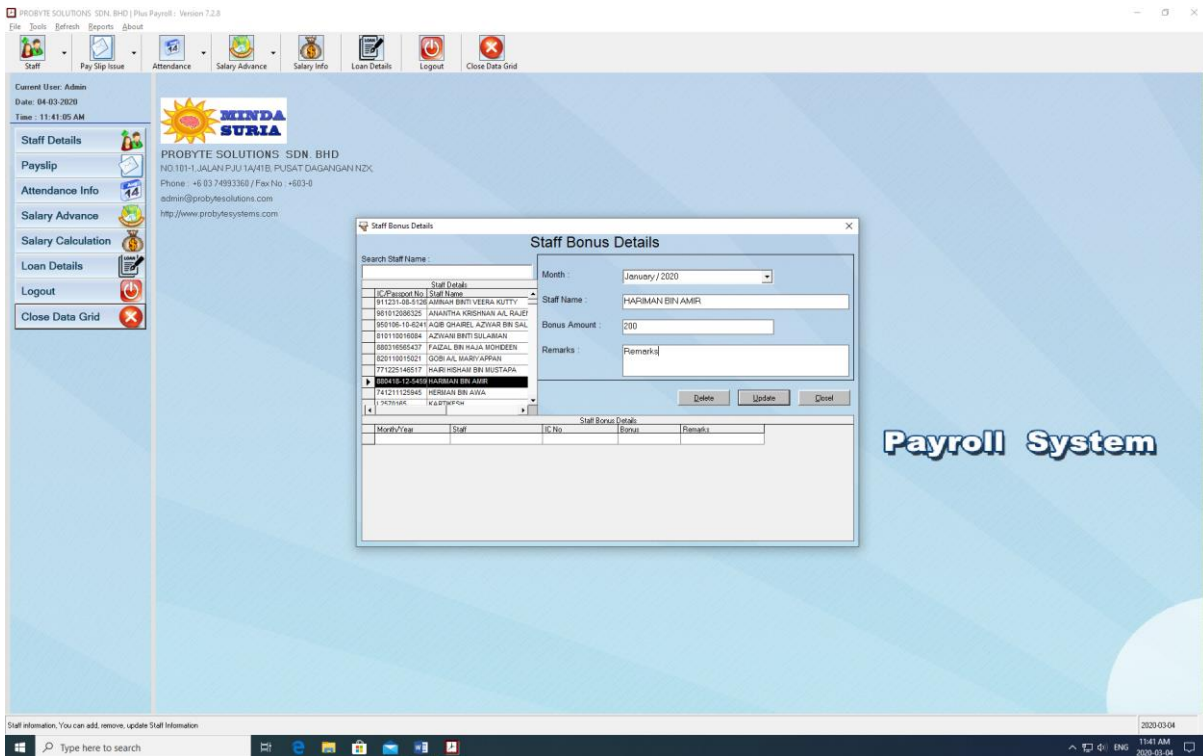 PROBYTE SOLUTIONS SDN. BHD | Plus Payroll : Version 7.2.8
File Tools Refresh Reports About
Staff Pay Slip Issue Attendance Salary Advance Salary Info Loan Details Logout Close Data Grid
Current User: Admin
Date: 04-03-2020
Time : 11:41:05 AM
Staff Details
Payslip
Attendance Info
Salary Advance
Salary Calculation
Loan Details
Logout
Close Data Grid
MINDA
SURIA
PROBYTE SOLUTIONS SDN. BHD
NO.101-1, JALAN PJU 1A/41B, PUSAT DAGANGAN NZX,
Phone : +6 03 74993360 / Fax No : +603-0
admin@probytesolutions.com
http://www.probytesystems.com
Staff Bonus Details
Staff Bonus Details
Search Staff Name :
Staff Details
IC/Passport No Staff Name
911231-08-5126 AMINAH BINTI VEERA KUTTY
961012086325 ANANTHA KRISHNAN A/L RAJEN
950106-10-6241 AQIB QHAIREL AZWAR BIN SAL
810110016084 AZWANI BINTI SULAIMAN
880316565437 FAIZAL BIN HAJA MOHIDEEN
820110015021 GOBI A/L MARIYAPPAN
771225146517 HAIRI HISHAM BIN MUSTAPA
880418-12-5459 HARIMAN BIN AMIR
741211125945 HERMAN BIN AWA
KARTIKESH
Month : January / 2020
Staff Name : HARIMAN BIN AMIR
Bonus Amount : 200
Remarks : Remarks
Delete Update Close!
Staff Bonus Details
Month/Year Staff IC No Bonus Remarks
Payroll System
Staff information, You can add, remove, update Staff Information
2020-03-04
Type here to search
ENG
11:41 AM
2020-03-04